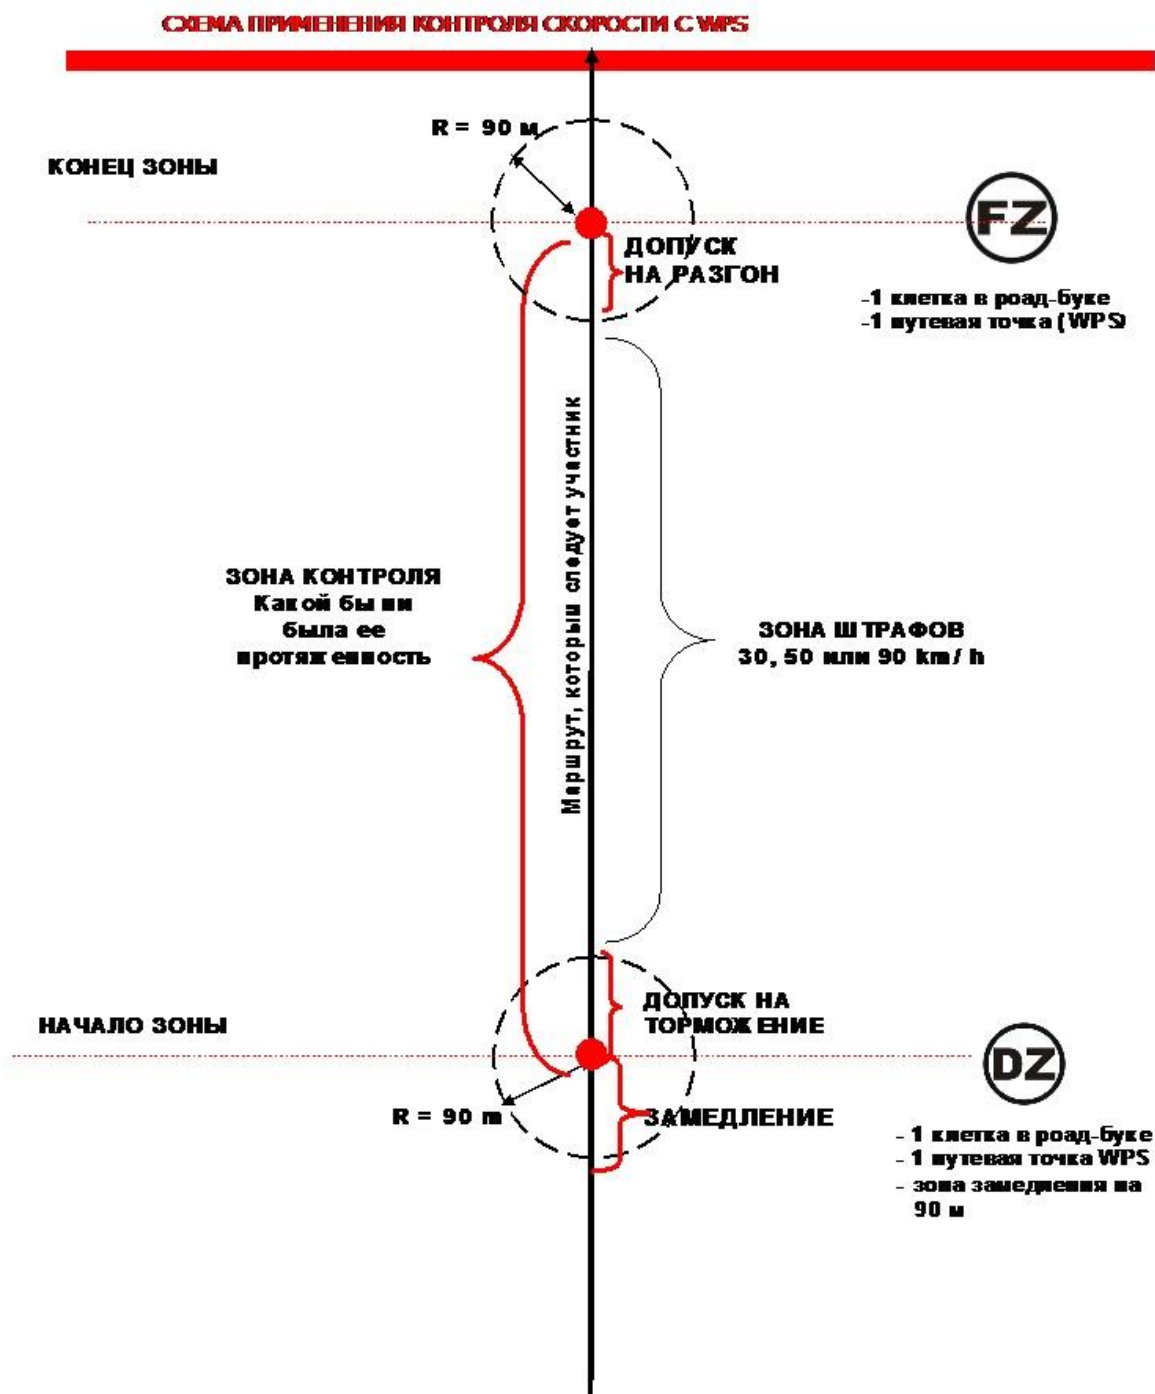 СХЕМА ПРИМЕНЕНИЯ КОНТРОЛЯ СКОРОСТИ С WPS
R = 90 м
КОНЕЦ ЗОНЫ
FZ
ДОПУСК
НА РАЗГОН
-1 клетка в роад-буке
-1 путевая точка (WPS)
Маршрут, которым следует участник
ЗОНА КОНТРОЛЯ
Какой бы ни
была ее
протяженность
ЗОНА ШТРАФОВ
30, 50 или 90 km/h
НАЧАЛО ЗОНЫ
ДОПУСК НА
ТОРМОЖЕНИЕ
DZ
R = 90 m
ЗАМЕДЛЕНИЕ
- 1 клетка в роад-буке
- 1 путевая точка WPS
- зона замедления на
90 м